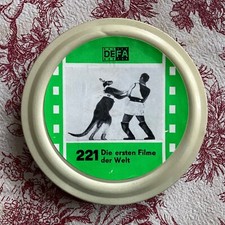 DEFA
221 Die ersten Filme
der Welt